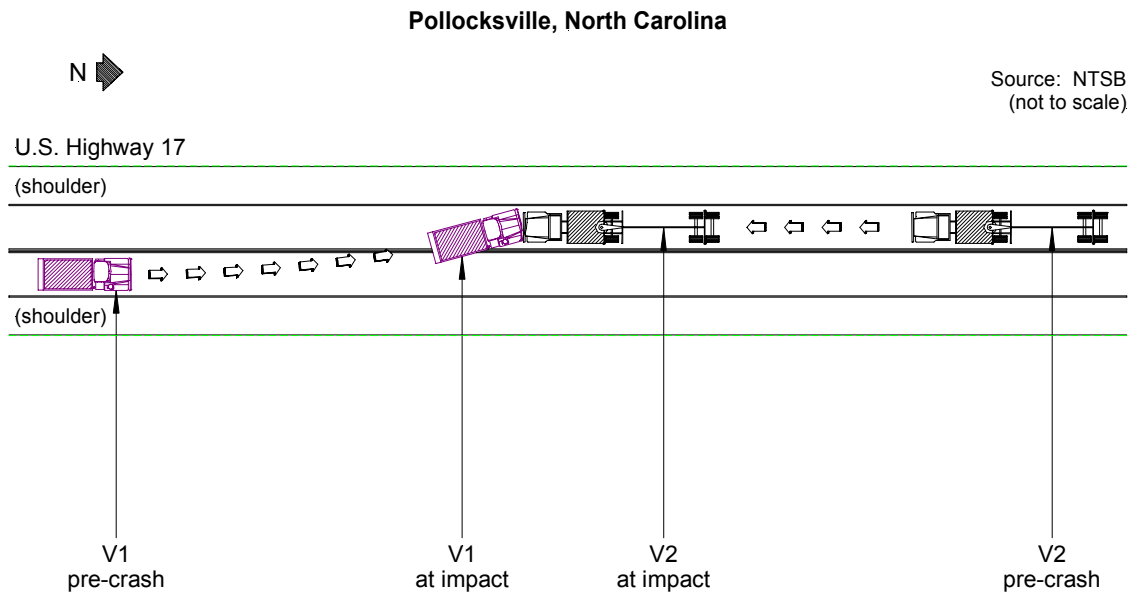 Pollocksville, North Carolina
N
Source: NTSB
(not to scale)
U.S. Highway 17
(shoulder)
(shoulder)
V1
pre-crash
V1
at impact
V2
at impact
V2
pre-crash